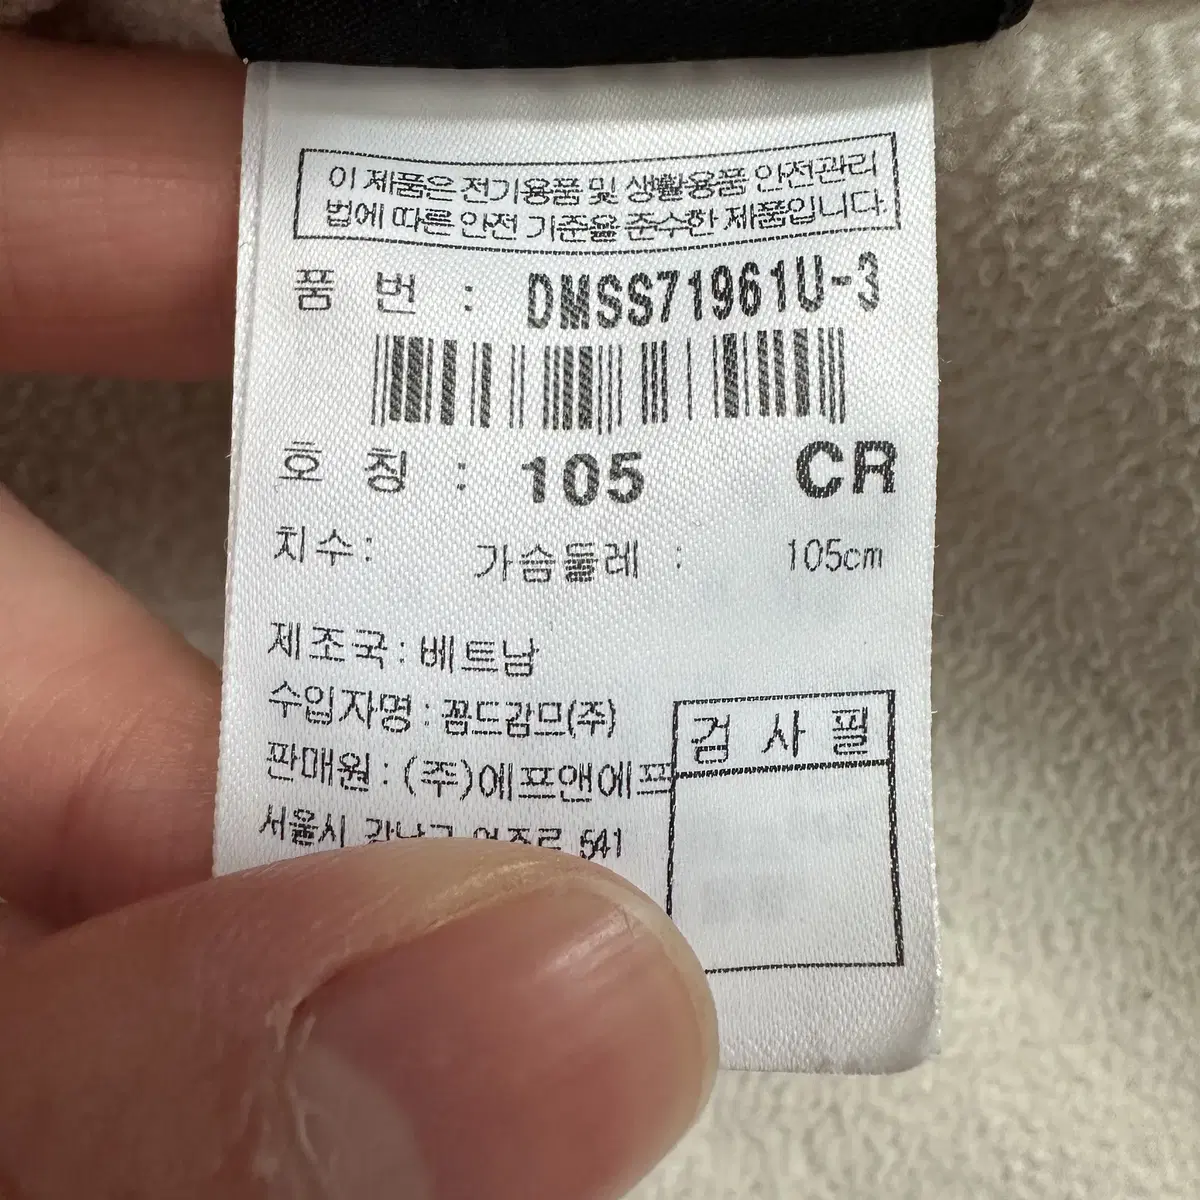 이 제품은 전기용품 및 생활용품 안전관리
법에 따른 안전 기준을 준수한 제품입니다.
품 번 : DMSS71961U-3
호 칭 : 105 CR
치수: 가슴둘레 : 105cm
제조국 : 베트남
수입자명 : 꼼드감므(주)
판매원 : (주)에프앤에프
검 사 필
서울시 541